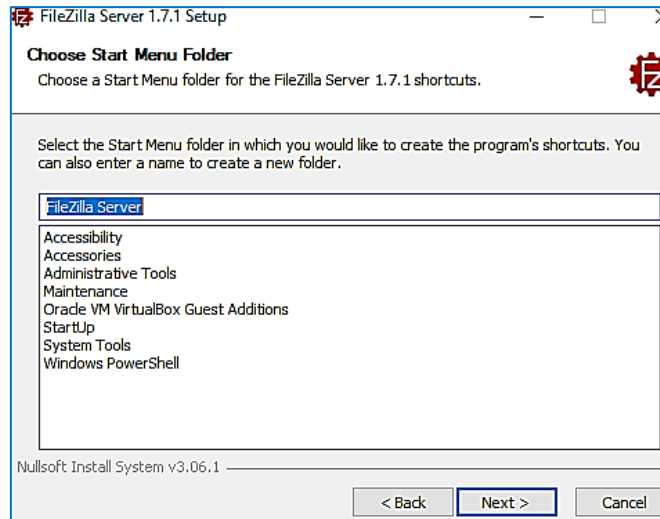 FileZilla Server 1.7.1 Setup
Choose Start Menu Folder
Choose a Start Menu folder for the FileZilla Server 1.7.1 shortcuts.
Fz
Select the Start Menu folder in which you would like to create the program's shortcuts. You
can also enter a name to create a new folder.
FileZilla Server
Accessibility
Accessories
Administrative Tools
Maintenance
Oracle VM VirtualBox Guest Additions
StartUp
System Tools
Windows PowerShell
Nullsoft Install System v3.06.1
< Back
Next >
Cancel